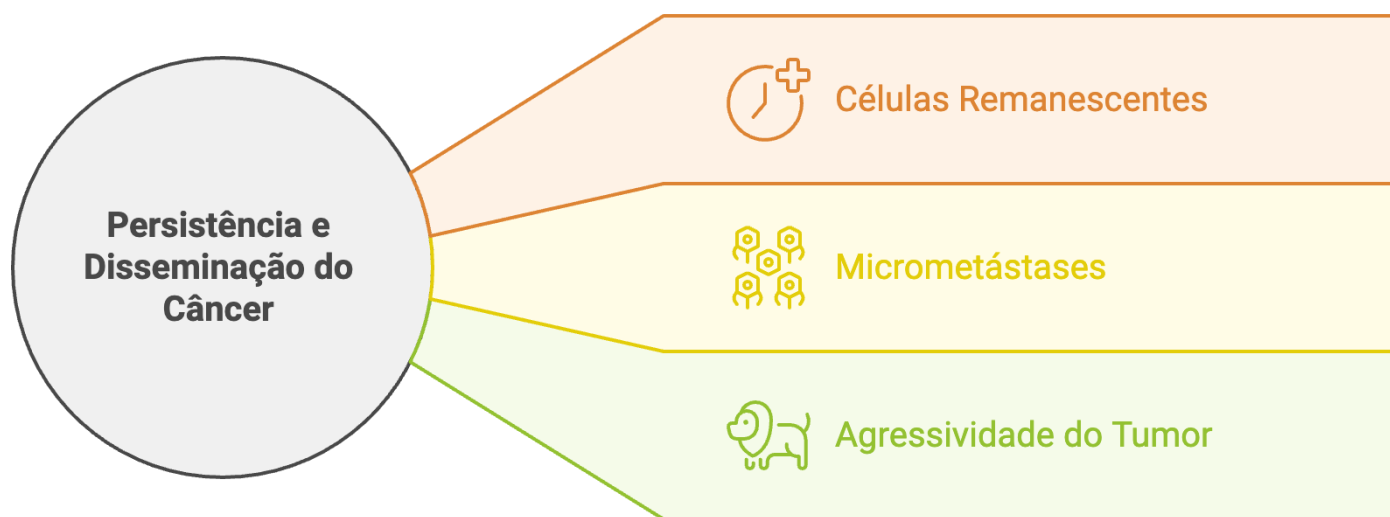 Persistência e
Disseminação do
Câncer
Células Remanescentes
Micrometástases
Agressividade do Tumor